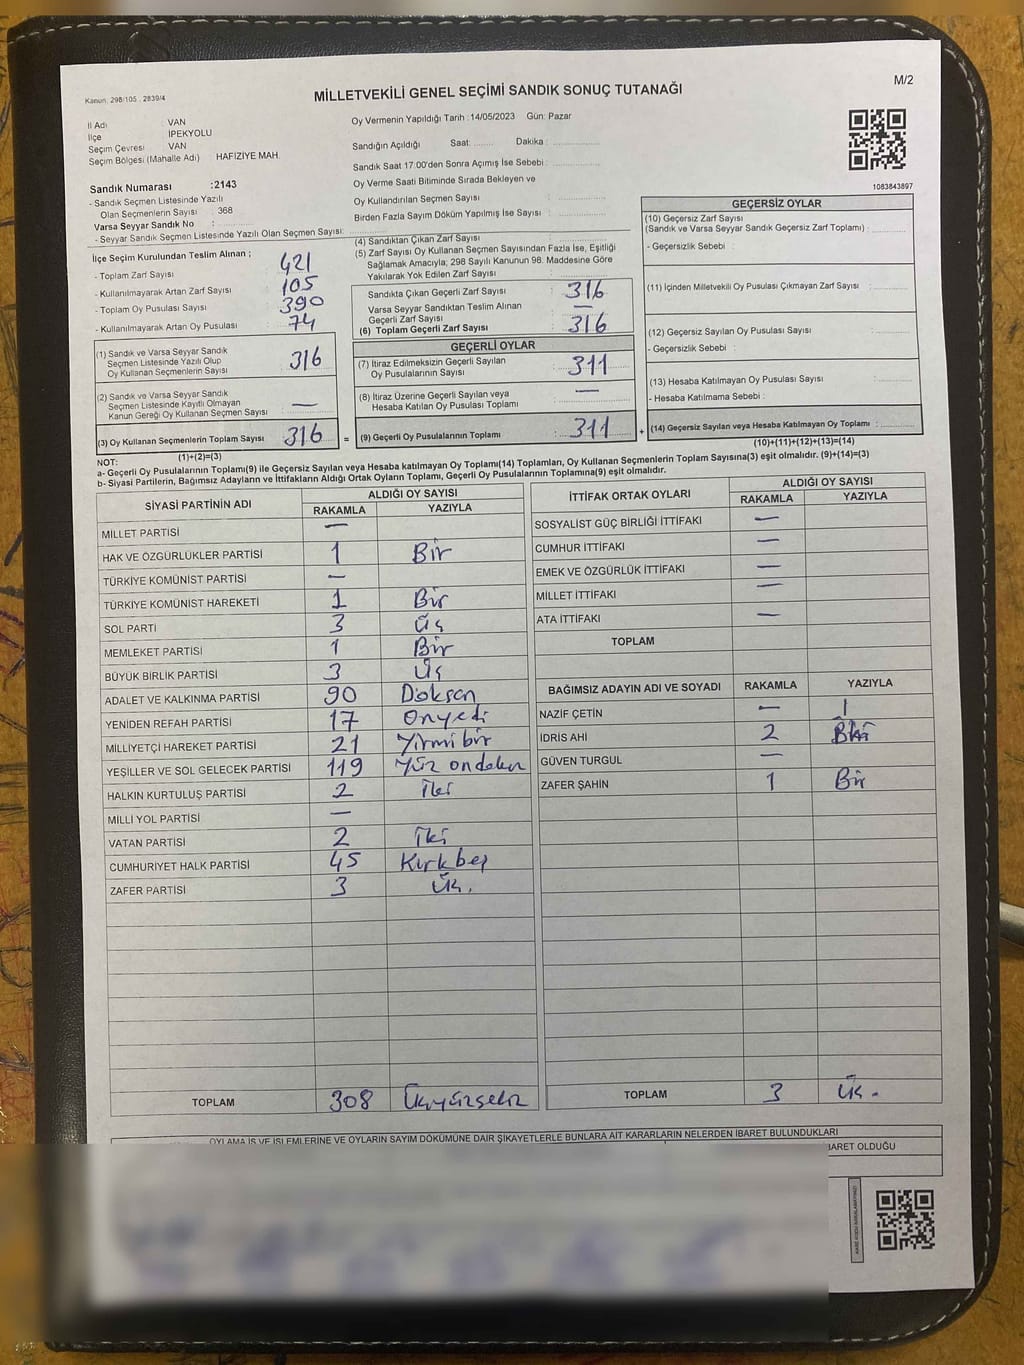 M/2
Kanun: 298/105 . 2839/4
MİLLETVEKİLİ GENEL SEÇİMİ SANDIK SONUÇ TUTANAĞI
İl Adı : VAN
İlçe : İPEKYOLU
Seçim Çevresi : VAN
Seçim Bölgesi (Mahalle Adı) : HAFIZİYE MAH.
Sandık Numarası :2143
- Sandık Seçmen Listesinde Yazılı
Olan Seçmenlerin Sayısı : 368
Varsa Seyyar Sandık No :
- Seyyar Sandık Seçmen Listesinde Yazılı Olan Seçmen Sayısı:
Oy Vermenin Yapıldığı Tarih :14/05/2023 Gün: Pazar
Sandığın Açıldığı Saat: ........ Dakika : ..............
Sandık Saat 17:00'den Sonra Açımış İse Sebebi : ..............
Oy Verme Saati Bitiminde Sırada Bekleyen ve
Oy Kullandırılan Seçmen Sayısı : ..............
Birden Fazla Sayım Döküm Yapılmış İse Sayısı : ..............
1083843897
İlçe Seçim Kurulundan Teslim Alınan ;
- Toplam Zarf Sayısı : 421
- Kullanılmayarak Artan Zarf Sayısı : 105
- Toplam Oy Pusulası Sayısı : 390
- Kullanılmayarak Artan Oy Pusulası : 74
(1) Sandık ve Varsa Seyyar Sandık
Seçmen Listesinde Yazılı Olup
Oy Kullanan Seçmenlerin Sayısı : 316
(2) Sandık ve Varsa Seyyar Sandık
Seçmen Listesinde Kayıtlı Olmayan
Kanun Gereği Oy Kullanan Seçmen Sayısı : —
(3) Oy Kullanan Seçmenlerin Toplam Sayısı : 316
(1)+(2)=(3)
(4) Sandıktan Çıkan Zarf Sayısı :
(5) Zarf Sayısı Oy Kullanan Seçmen Sayısından Fazla İse, Eşitliği
Sağlamak Amacıyla; 298 Sayılı Kanunun 98. Maddesine Göre
Yakılarak Yok Edilen Zarf Sayısı :
Sandıkta Çıkan Geçerli Zarf Sayısı : 316
Varsa Seyyar Sandıktan Teslim Alınan
Geçerli Zarf Sayısı : —
(6) Toplam Geçerli Zarf Sayısı : 316
GEÇERLİ OYLAR
(7) İtiraz Edilmeksizin Geçerli Sayılan
Oy Pusulalarının Sayısı : 311
(8) İtiraz Üzerine Geçerli Sayılan veya
Hesaba Katılan Oy Pusulası Toplamı : —
= (9) Geçerli Oy Pusulalarının Toplamı : 311 +
GEÇERSİZ OYLAR
(10) Geçersiz Zarf Sayısı
(Sandık ve Varsa Seyyar Sandık Geçersiz Zarf Toplamı) :
- Geçersizlik Sebebi :
(11) İçinden Milletvekili Oy Pusulası Çıkmayan Zarf Sayısı :
(12) Geçersiz Sayılan Oy Pusulası Sayısı :
- Geçersizlik Sebebi :
(13) Hesaba Katılmayan Oy Pusulası Sayısı :
- Hesaba Katılmama Sebebi :
(14) Geçersiz Sayılan veya Hesaba Katılmayan Oy Toplamı :
(10)+(11)+(12)+(13)=(14)
NOT:
a- Geçerli Oy Pusulalarının Toplamı(9) ile Geçersiz Sayılan veya Hesaba katılmayan Oy Toplamı(14) Toplamları, Oy Kullanan Seçmenlerin Toplam Sayısına(3) eşit olmalıdır. (9)+(14)=(3)
b- Siyasi Partilerin, Bağımsız Adayların ve İttifakların Aldığı Ortak Oyların Toplamı, Geçerli Oy Pusulalarının Toplamına(9) eşit olmalıdır.
SİYASİ PARTİNİN ADI ALDIĞI OY SAYISI
RAKAMLA YAZIYLA
MİLLET PARTİSİ —
HAK VE ÖZGÜRLÜKLER PARTİSİ 1 Bir
TÜRKİYE KOMÜNİST PARTİSİ —
TÜRKİYE KOMÜNİST HAREKETİ 1 Bir
SOL PARTİ 3 Üç
MEMLEKET PARTİSİ 1 Bir
BÜYÜK BİRLİK PARTİSİ 3 Üç
ADALET VE KALKINMA PARTİSİ 90 Doksan
YENİDEN REFAH PARTİSİ 17 Onyedi
MİLLİYETÇİ HAREKET PARTİSİ 21 Yirmi bir
YEŞİLLER VE SOL GELECEK PARTİSİ 119 Yüz ondokuz
HALKIN KURTULUŞ PARTİSİ 2 İki
MİLLİ YOL PARTİSİ —
VATAN PARTİSİ 2 İki
CUMHURİYET HALK PARTİSİ 45 Kırkbeş
ZAFER PARTİSİ 3 Üç.
TOPLAM 308 Üçyüzsekiz
İTTİFAK ORTAK OYLARI ALDIĞI OY SAYISI
RAKAMLA YAZIYLA
SOSYALİST GÜÇ BİRLİĞİ İTTİFAKI —
CUMHUR İTTİFAKI —
EMEK VE ÖZGÜRLÜK İTTİFAKI —
MİLLET İTTİFAKI —
ATA İTTİFAKI —
TOPLAM
BAĞIMSIZ ADAYIN ADI VE SOYADI RAKAMLA YAZIYLA
NAZİF ÇETİN —
İDRİS AHİ 2
GÜVEN TURGUL —
ZAFER ŞAHİN 1 Bir
TOPLAM 3 Üç.
OYLAMA İŞ VE İŞLEMLERİNE VE OYLARIN SAYIM DÖKÜMÜNE DAİR ŞİKAYETLERLE BUNLARA AİT KARARLARIN NELERDEN İBARET BULUNDUKLARI
İBARET OLDUĞU